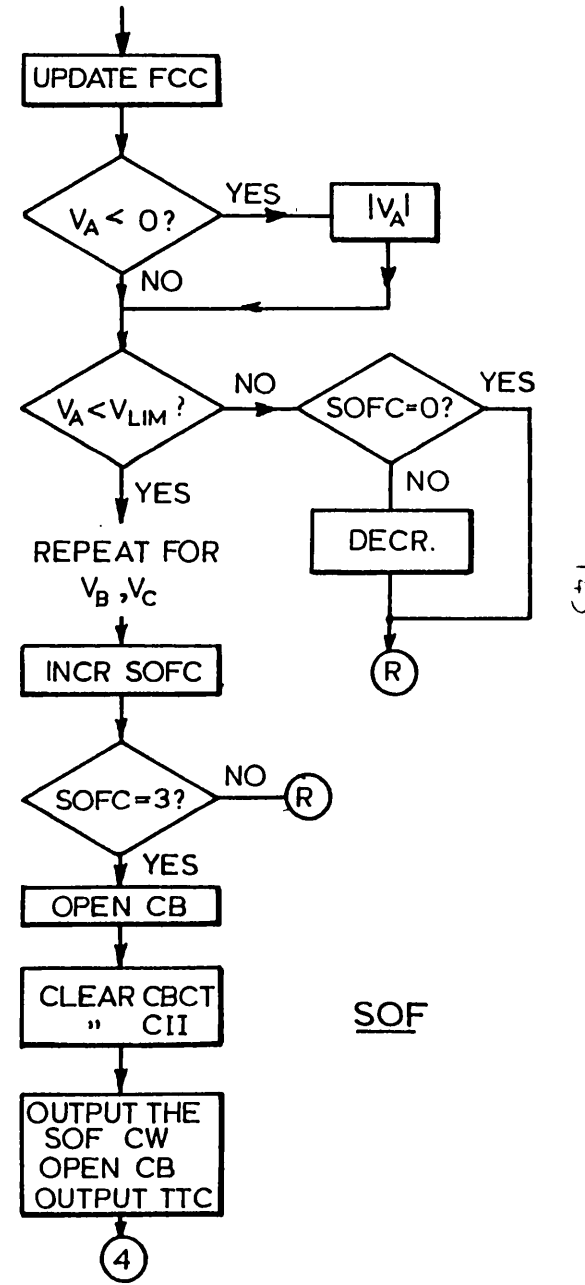 UPDATE FCC
V_A < 0?
YES
|V_A|
NO
V_A < V_LIM ?
NO
SOFC=0?
YES
YES
NO
DECR.
REPEAT FOR
V_B , V_C
R
INCR SOFC
SOFC=3?
NO
R
YES
OPEN CB
CLEAR CBCT
" CII
SOF
OUTPUT THE
SOF CW
OPEN CB
OUTPUT TTC
4